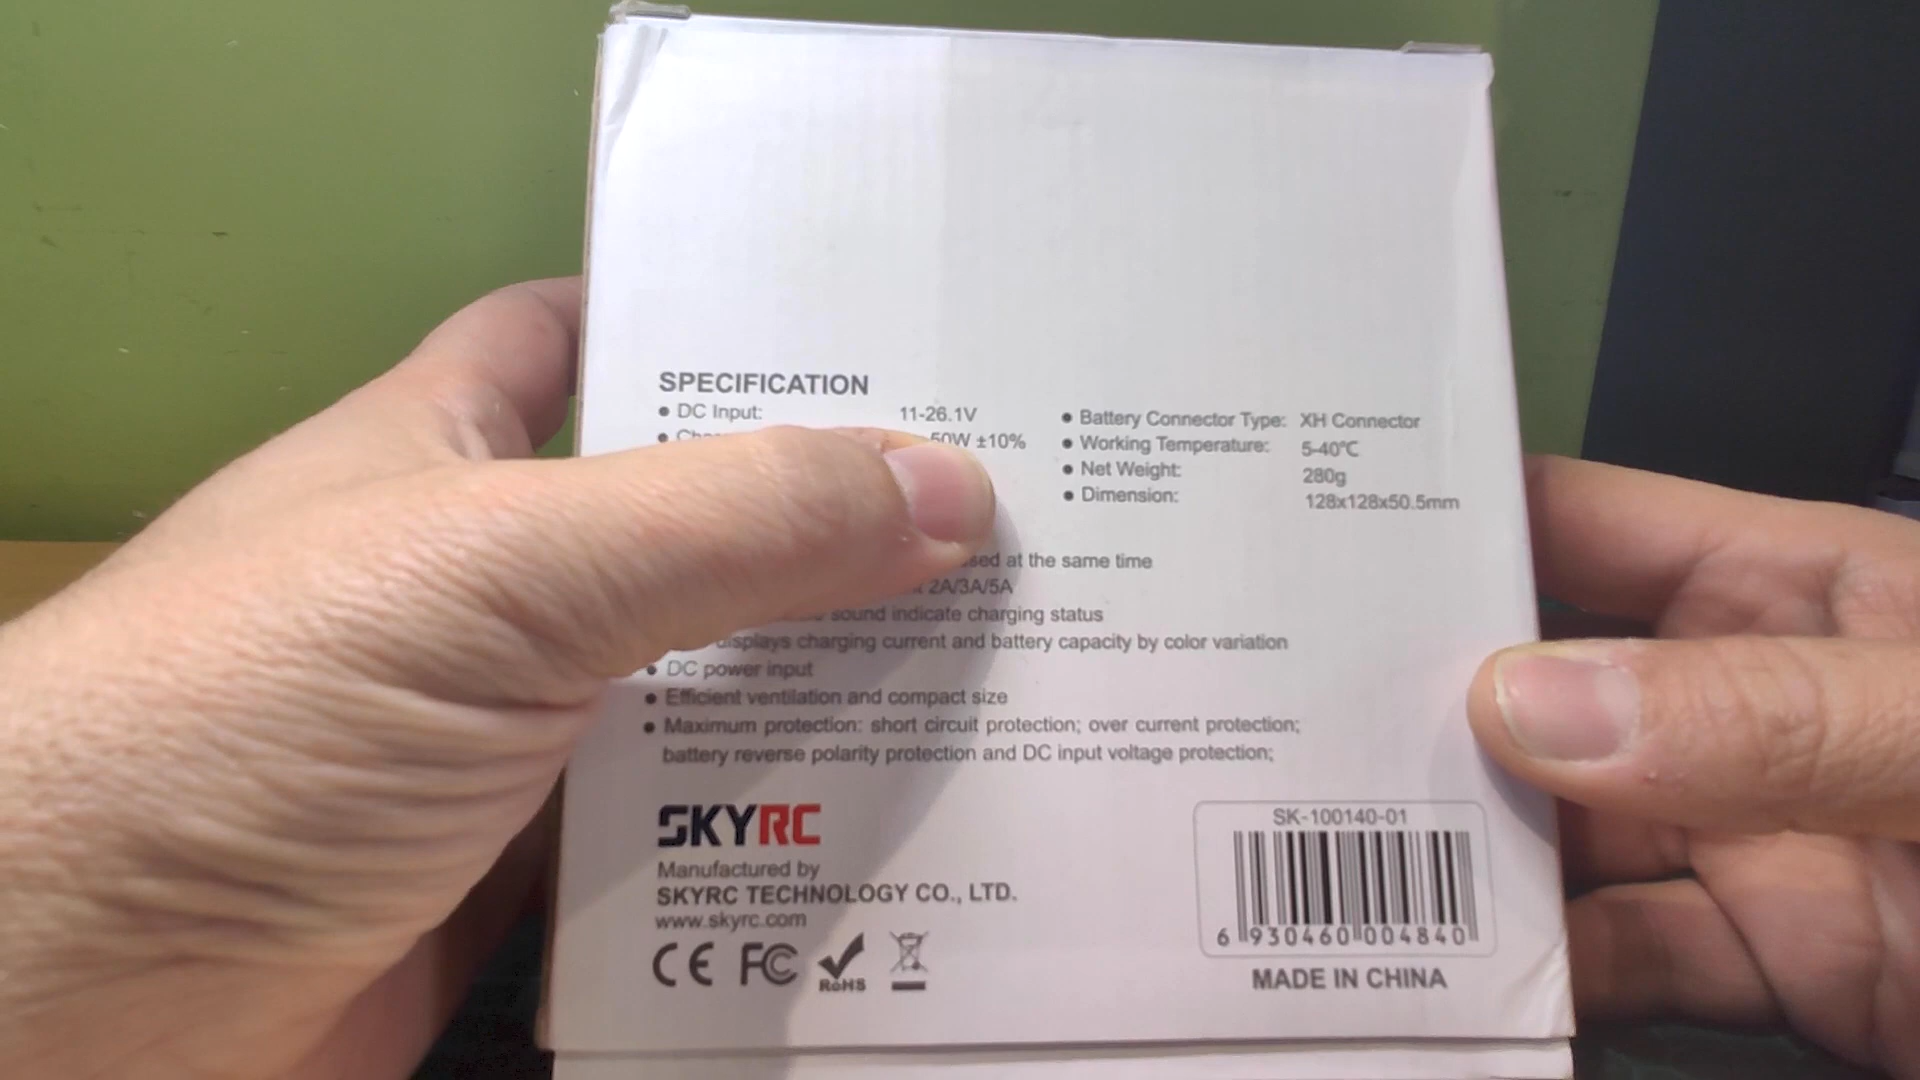 SPECIFICATION
● DC Input: 11-26.1V
50W ±10%
● Battery Connector Type: XH Connector
● Working Temperature: 5-40℃
● Net Weight: 280g
● Dimension: 128x128x50.5mm
at the same time
2A/3A/5A
sound indicate charging status
displays charging current and battery capacity by color variation
● DC power input
● Efficient ventilation and compact size
● Maximum protection: short circuit protection; over current protection;
battery reverse polarity protection and DC input voltage protection;
SKYRC
Manufactured by
SKYRC TECHNOLOGY CO., LTD.
www.skyrc.com
CE FC RoHS
SK-100140-01
6 930460 004840
MADE IN CHINA